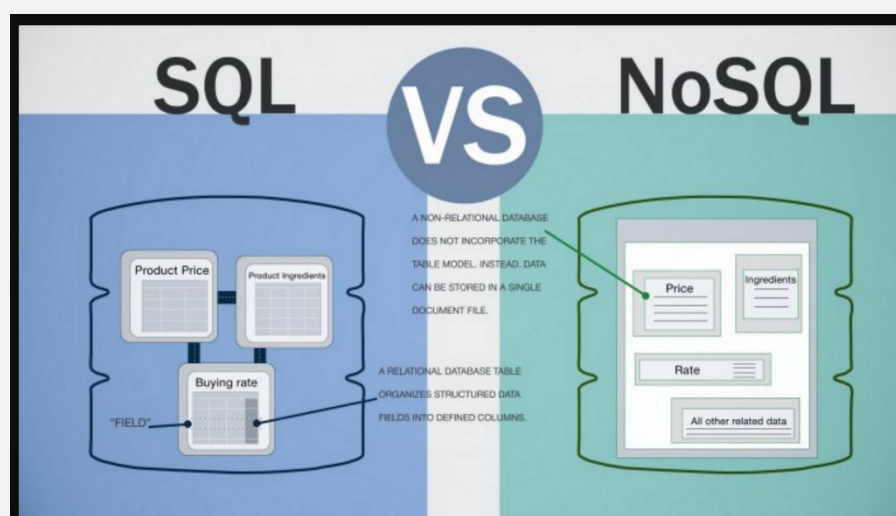 SQL
VS
NoSQL
A NON-RELATIONAL DATABASE
DOES NOT INCORPORATE THE
TABLE MODEL. INSTEAD. DATA
CAN BE STORED IN A SINGLE
DOCUMENT FILE.
Product Price
Product Ingredients
Buying rate
"FIELD"
A RELATIONAL DATABASE TABLE
ORGANIZES STRUCTURED DATA
FIELDS INTO DEFINED COLUMNS.
Price
Ingredients
Rate
All other related data